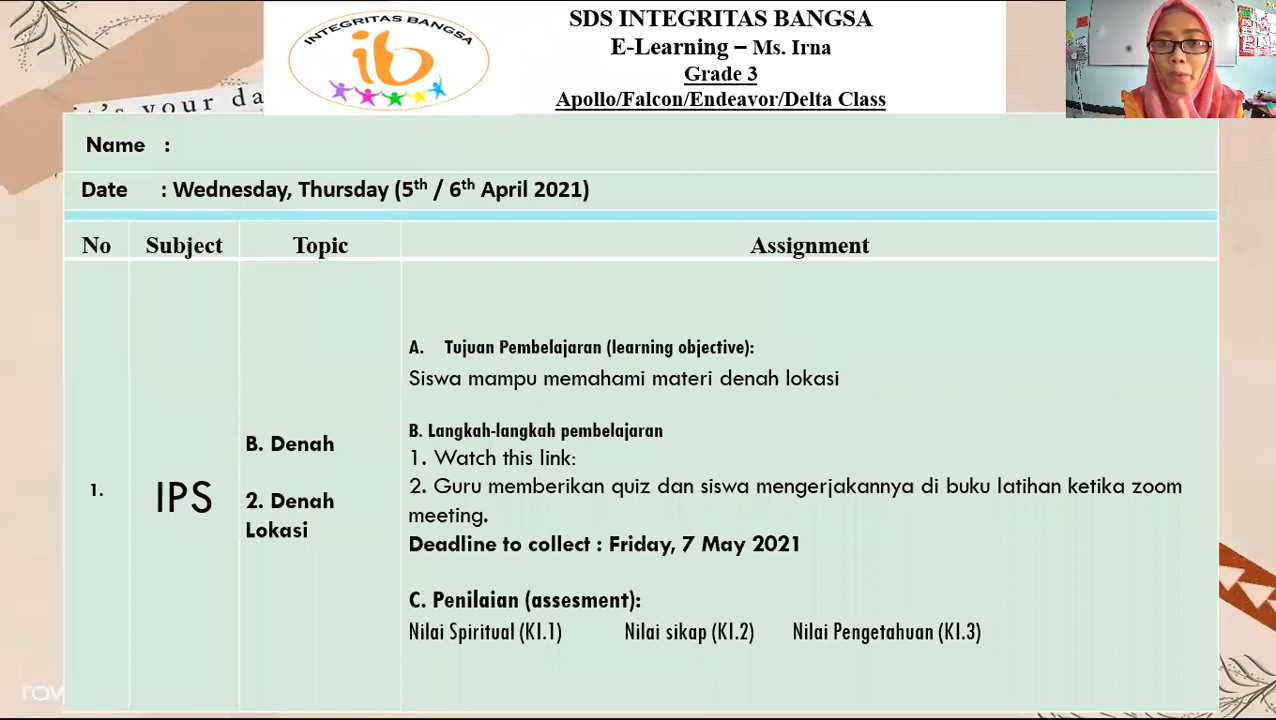 INTEGRITAS BANGSA
ib
SDS INTEGRITAS BANGSA
E-Learning – Ms. Irna
Grade 3
Apollo/Falcon/Endeavor/Delta Class
it's your da
Name :
Date : Wednesday, Thursday (5th / 6th April 2021)
No Subject Topic Assignment
1.
IPS
B. Denah
2. Denah
Lokasi
A. Tujuan Pembelajaran (learning objective):
Siswa mampu memahami materi denah lokasi
B. Langkah-langkah pembelajaran
1. Watch this link:
2. Guru memberikan quiz dan siswa mengerjakannya di buku latihan ketika zoom
meeting.
Deadline to collect : Friday, 7 May 2021
C. Penilaian (assesment):
Nilai Spiritual (KI.1) Nilai sikap (KI.2) Nilai Pengetahuan (KI.3)